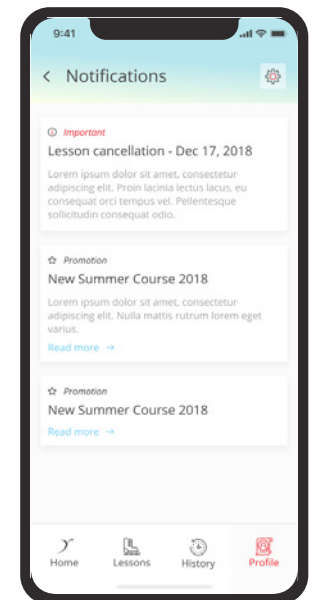 9:41
Notifications
Important
Lesson cancellation - Dec 17, 2018
Lorem ipsum dolor sit amet, consectetur
adipiscing elit. Proin lacinia lectus lacus, eu
consequat orci tempus vel. Pellentesque
sollicitudin consequat odio.
Promotion
New Summer Course 2018
Lorem ipsum dolor sit amet, consectetur
adipiscing elit. Nulla mattis rutrum lorem eget
varius.
Read more →
Promotion
New Summer Course 2018
Read more →
Home Lessons History Profile